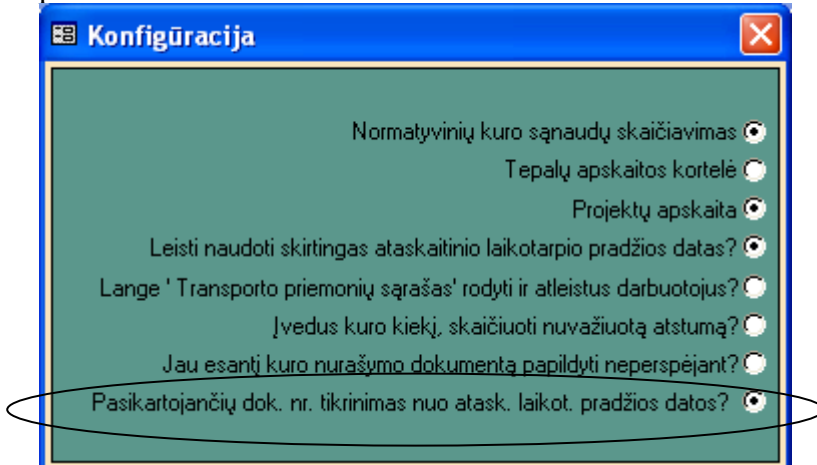 Konfigūracija
Normatyvinių kuro sąnaudų skaičiavimas
Tepalų apskaitos kortelė
Projektų apskaita
Leisti naudoti skirtingas ataskaitinio laikotarpio pradžios datas?
Lange ' Transporto priemonių sąrašas' rodyti ir atleistus darbuotojus?
Įvedus kuro kiekį, skaičiuoti nuvažiuotą atstumą?
Jau esantį kuro nurašymo dokumentą papildyti neperspėjant?
Pasikartojančių dok. nr. tikrinimas nuo atask. laikot. pradžios datos?